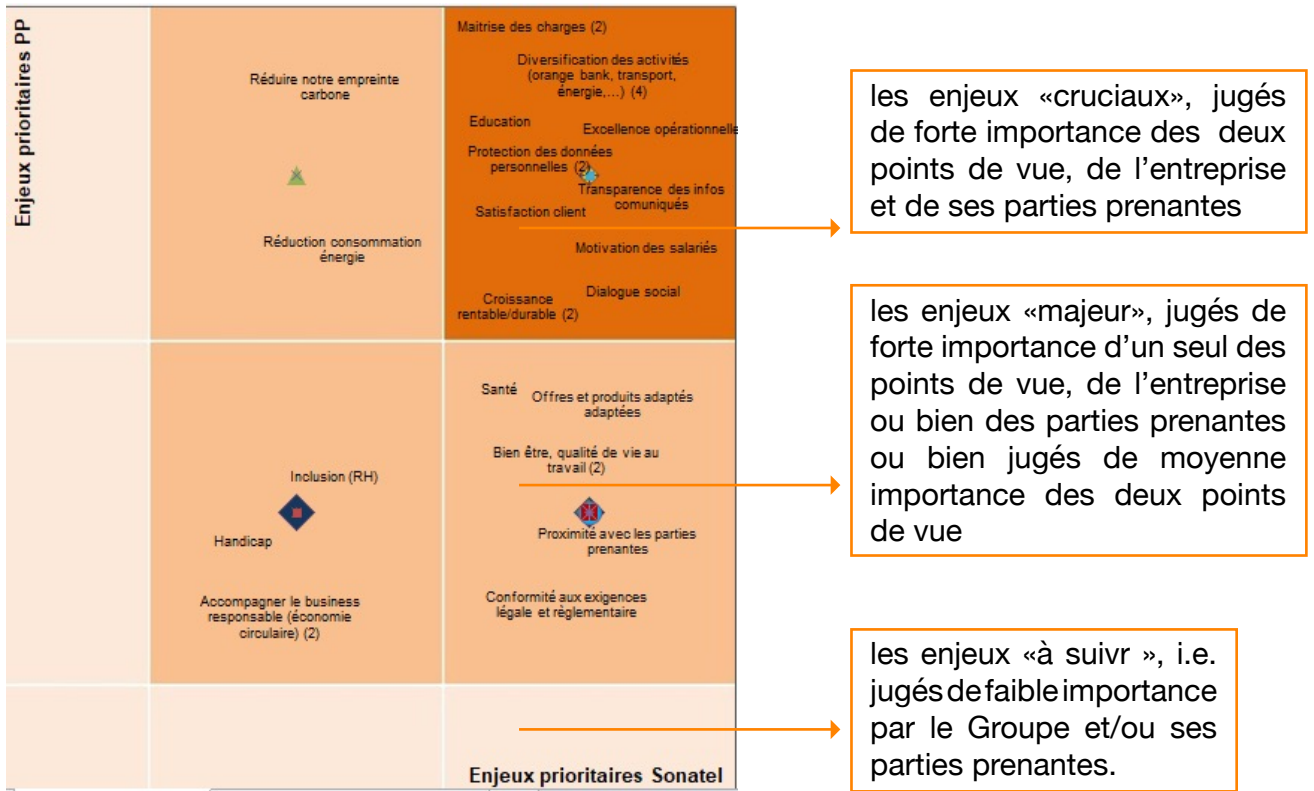 Enjeux prioritaires PP
Réduire notre empreinte
carbone
Réduction consommation
énergie
Maitrise des charges (2)
Diversification des activités
(orange bank, transport,
énergie,...) (4)
Education
Excellence opérationnelle
Protection des données
personnelles (2)
Transparence des infos
comuniqués
Satisfaction client
Motivation des salariés
Dialogue social
Croissance
rentable/durable (2)
Inclusion (RH)
Handicap
Accompagner le business
responsable (économie
circulaire) (2)
Santé
Offres et produits adaptés
adaptées
Bien être, qualité de vie au
travail (2)
Proximité avec les parties
prenantes
Conformité aux exigences
légale et règlementaire
Enjeux prioritaires Sonatel
les enjeux «cruciaux», jugés
de forte importance des deux
points de vue, de l'entreprise
et de ses parties prenantes
les enjeux «majeur», jugés de
forte importance d'un seul des
points de vue, de l'entreprise
ou bien des parties prenantes
ou bien jugés de moyenne
importance des deux points
de vue
les enjeux «à suivr », i.e.
jugés de faible importance
par le Groupe et/ou ses
parties prenantes.